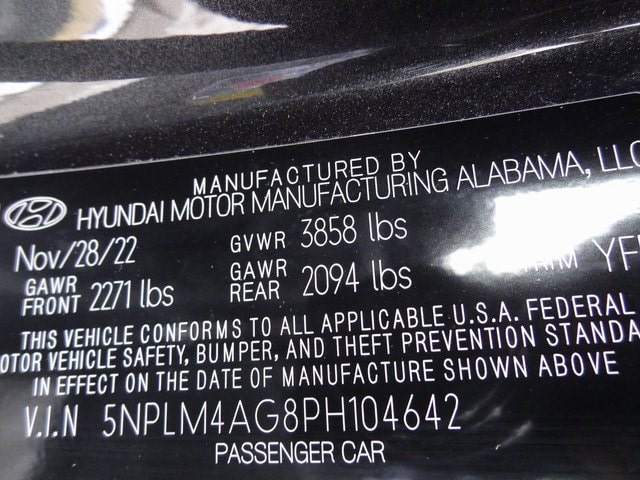 MANUFACTURED BY
HYUNDAI MOTOR MANUFACTURING ALABAMA, LLC
Nov/28/22 GVWR 3858 lbs
GAWR FRONT 2271 lbs GAWR REAR 2094 lbs
THIS VEHICLE CONFORMS TO ALL APPLICABLE U.S.A. FEDERAL
OTOR VEHICLE SAFETY, BUMPER, AND THEFT PREVENTION STANDA
IN EFFECT ON THE DATE OF MANUFACTURE SHOWN ABOVE
V.I.N 5NPLM4AG8PH104642
PASSENGER CAR